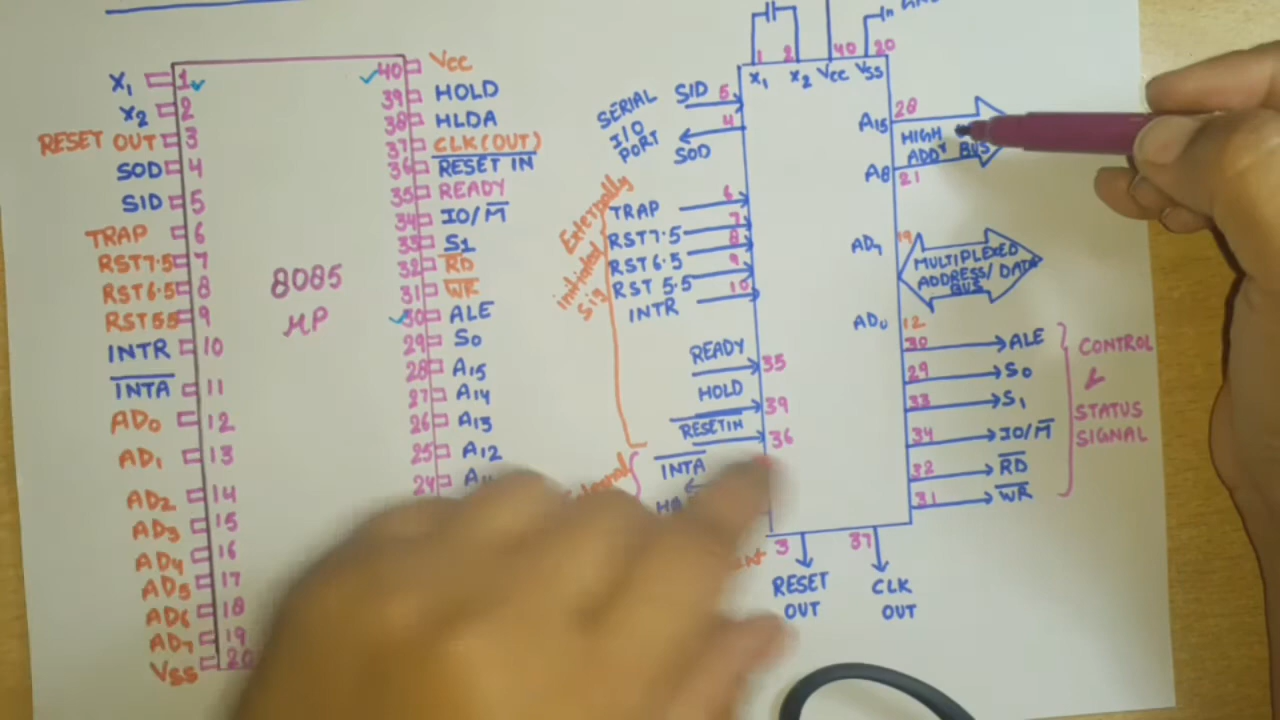 X1 1 40 Vcc
X2 2 39 HOLD
RESET OUT 3 38 HLDA
SOD 4 37 CLK(OUT)
SID 5 36 RESET IN
TRAP 6 35 READY
RST7.5 7 34 IO/M
RST6.5 8 33 S1
RST55 9 32 RD
INTR 10 31 WR
INTA 11 30 ALE
AD0 12 29 S0
AD1 13 28 A15
AD2 14 27 A14
AD3 15 26 A13
AD4 16 25 A12
AD5 17 24
AD6 18
AD7 19
Vss 20
8085
μP
1 2 40 20
X1 X2 Vcc Vss
SERIAL
I/O
PORT
SID 5
4
SOD
Externally
initiated
Sig
TRAP 6
RST7.5 7
RST6.5 8
RST 5.5 9
INTR 10
READY 35
HOLD 39
RESETIN 36
INTA
A15 28
HIGH
ADDr BUS
A8 21
AD7 19
MULTIPLEXED
ADDRESS/DATA
BUS
AD0 12
30 ALE
29 S0
33 S1
34 IO/M
32 RD
31 WR
CONTROL
&
STATUS
SIGNAL
3 37
RESET
OUT
CLK
OUT